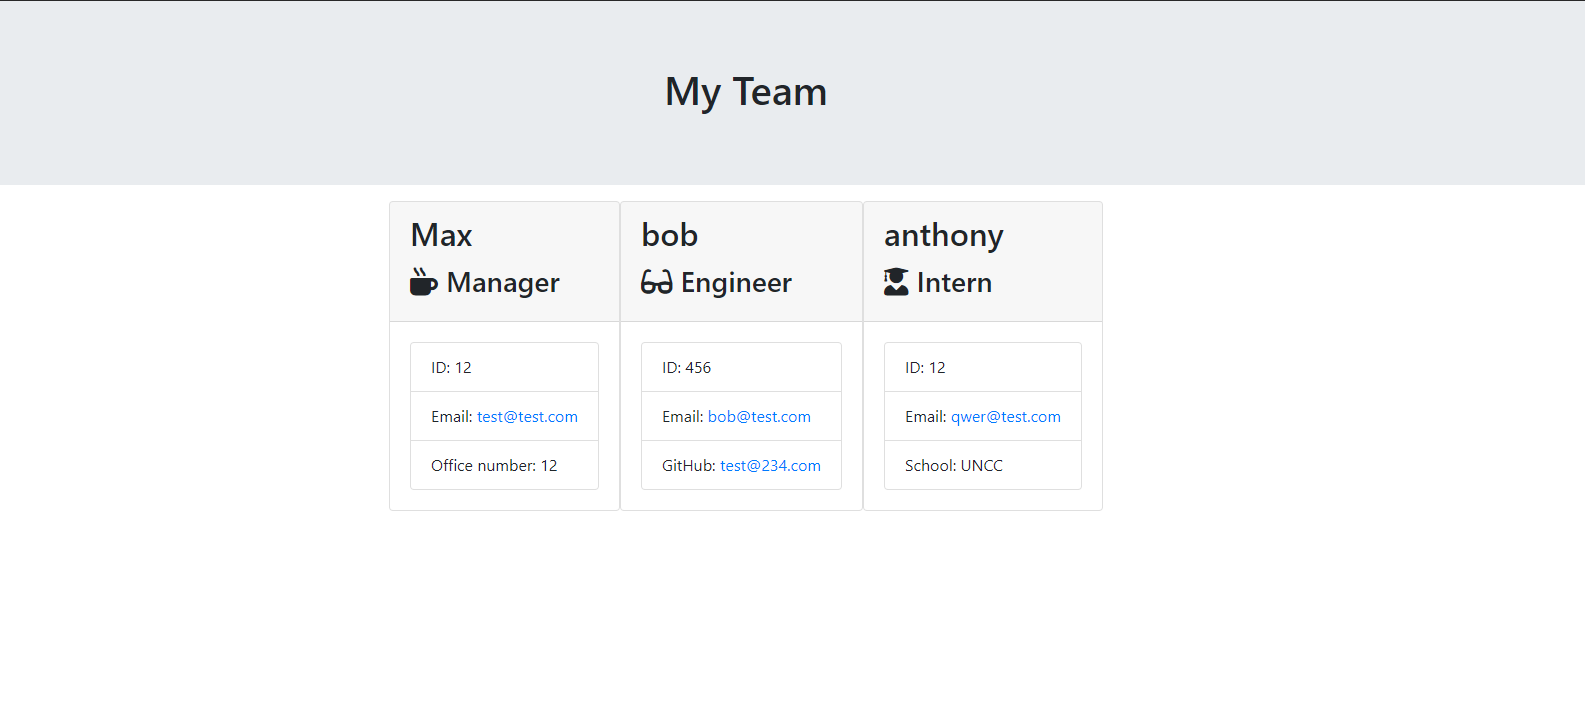 My Team
Max
Manager
ID: 12
Email: test@test.com
Office number: 12
bob
Engineer
ID: 456
Email: bob@test.com
GitHub: test@234.com
anthony
Intern
ID: 12
Email: qwer@test.com
School: UNCC